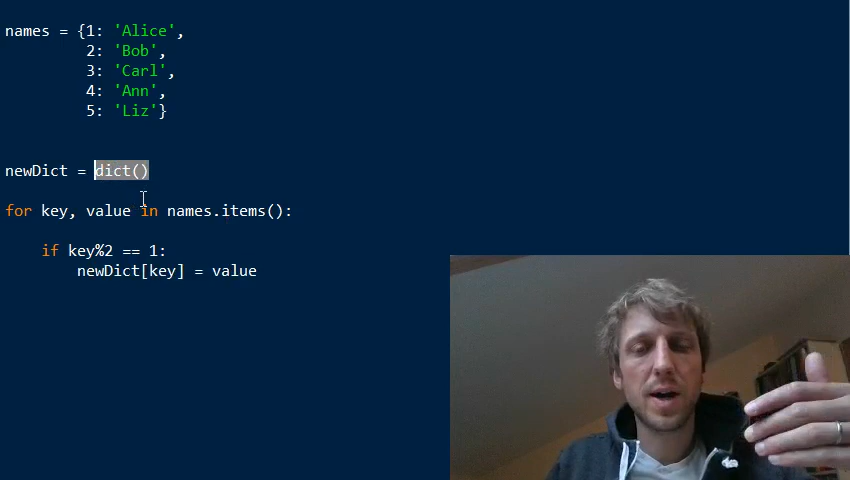 names = {1: 'Alice',
2: 'Bob',
3: 'Carl',
4: 'Ann',
5: 'Liz'}
newDict = dict()
for key, value in names.items():
if key%2 == 1:
newDict[key] = value